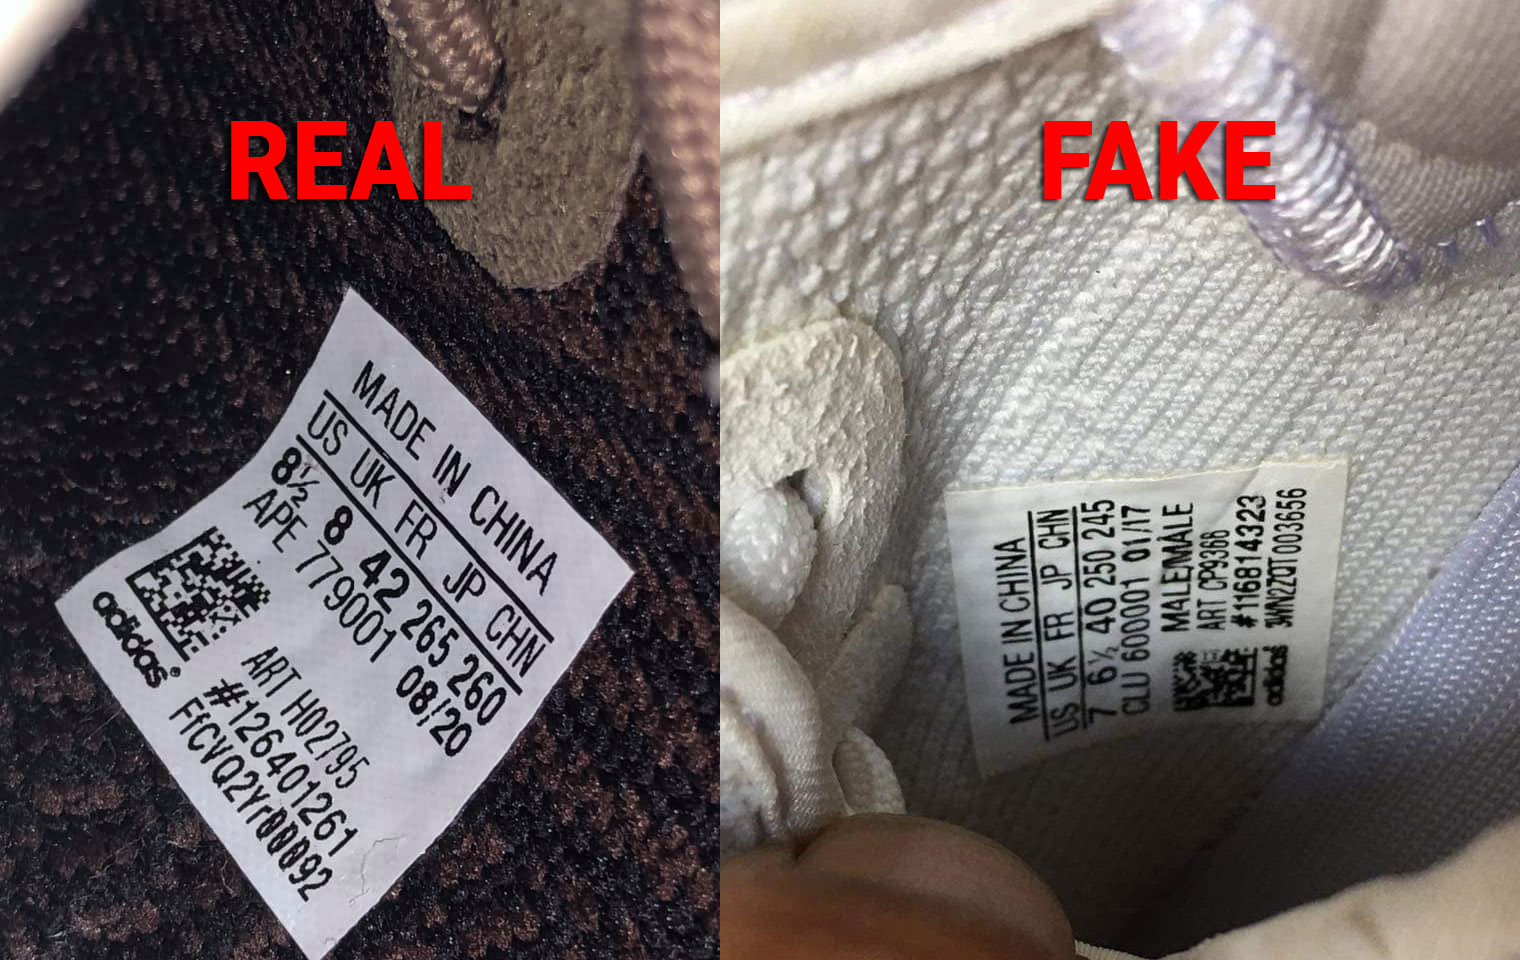 REAL
MADE IN CHINA
US UK FR JP CHN
8½ 8 42 265 260
APE 779001 08/20
adidas®
ART H02795
#126401261
FfCVQ2Yr00092
FAKE
MADE IN CHINA
US UK FR JP CHN
7 6½ 40 250 245
CLU 600001 01/17
MALE/MÂLE
ART CP9366
#116814323
3WN2ZQTT003656
adidas